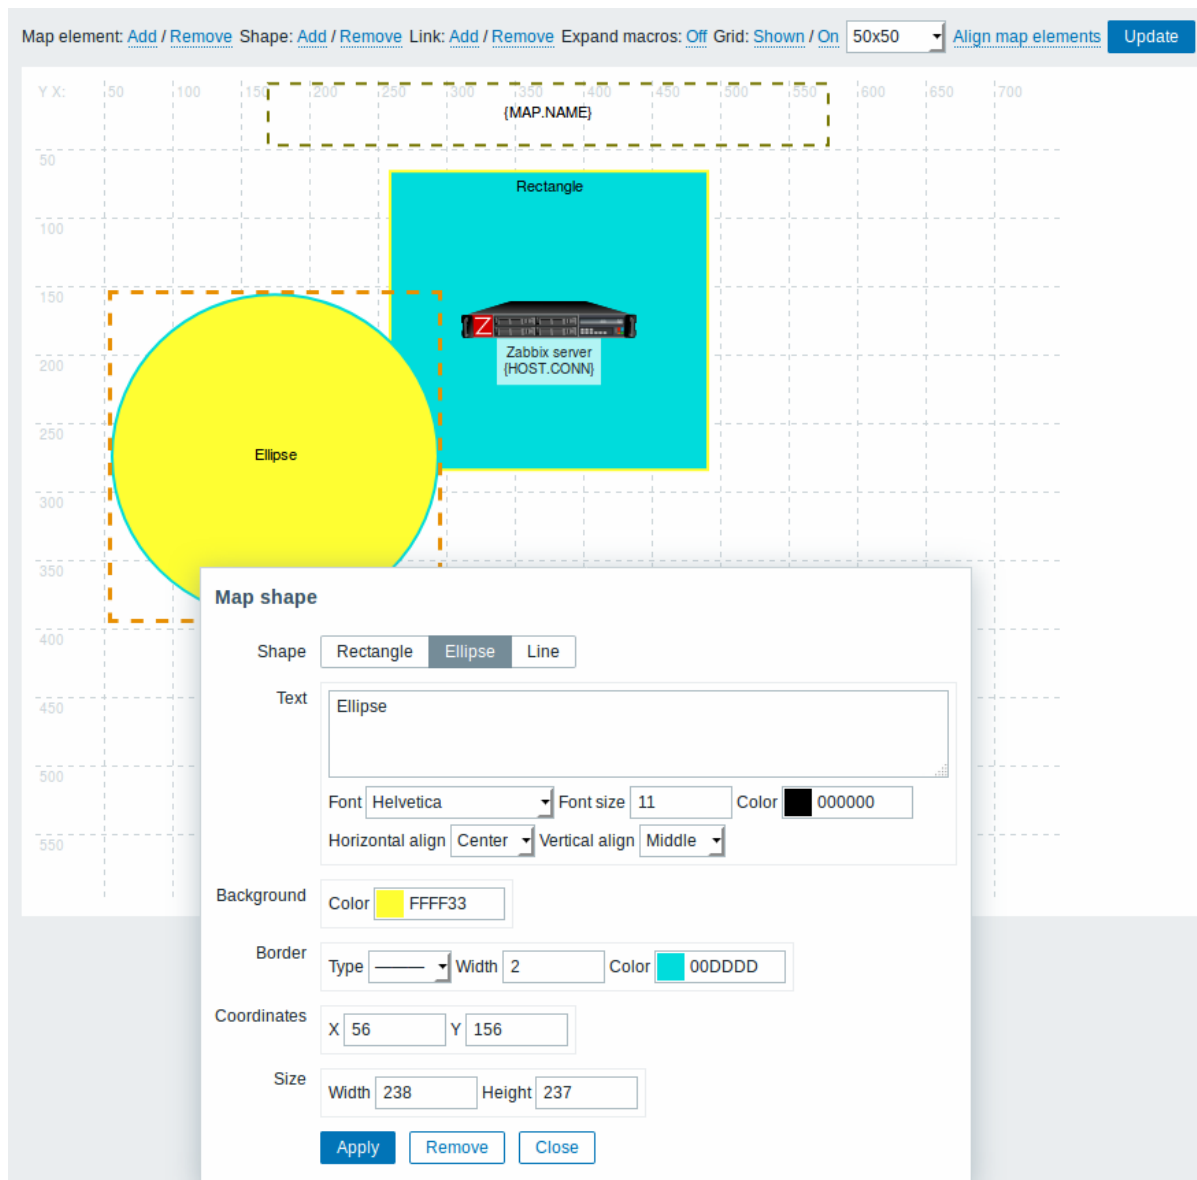 Map element: Add / Remove Shape: Add / Remove Link: Add / Remove Expand macros: Off Grid: Shown / On 50x50 Align map elements Update
Y X: 50 100 150 200 250 300 350 400 450 500 550 600 650 700
{MAP.NAME}
50
Rectangle
100
150
Z
Zabbix server
200
{HOST.CONN}
250
Ellipse
300
350
Map shape
400
Shape Rectangle Ellipse Line
450
Text Ellipse
500
Font Helvetica Font size 11 Color 000000
550
Horizontal align Center Vertical align Middle
Background Color FFFF33
Border Type Width 2 Color 00DDDD
Coordinates X 56 Y 156
Size Width 238 Height 237
Apply Remove Close